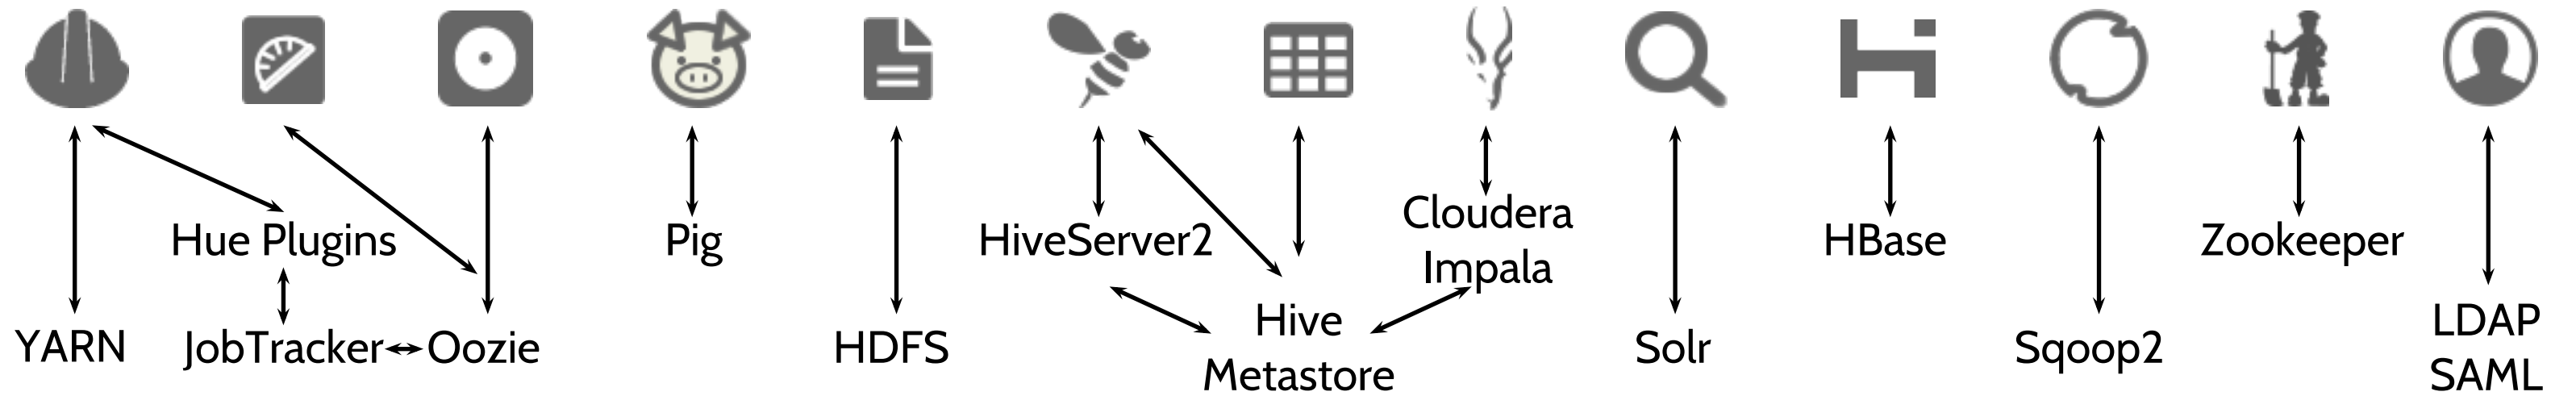 Hue Plugins
Pig
HiveServer2
Cloudera
Impala
HBase
Zookeeper
YARN
JobTracker
Oozie
HDFS
Hive
Metastore
Solr
Sqoop2
LDAP
SAML